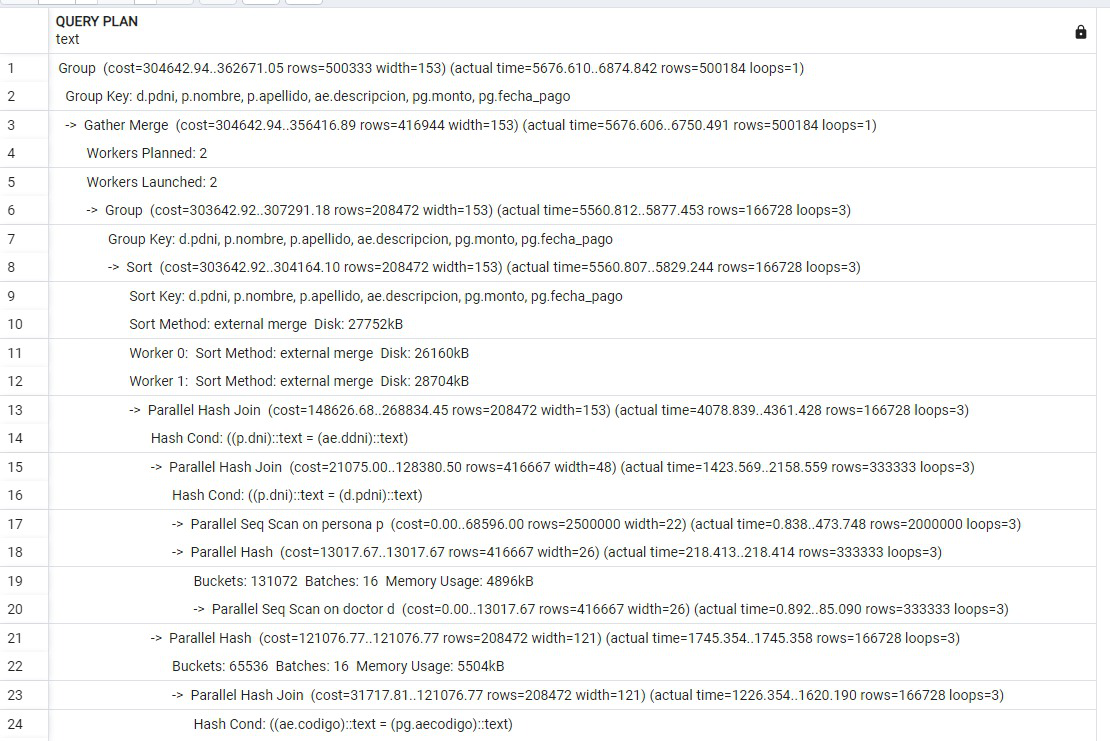 QUERY PLAN
text
1 Group (cost=304642.94..362671.05 rows=500333 width=153) (actual time=5676.610..6874.842 rows=500184 loops=1)
2 Group Key: d.pdni, p.nombre, p.apellido, ae.descripcion, pg.monto, pg.fecha_pago
3 -> Gather Merge (cost=304642.94..356416.89 rows=416944 width=153) (actual time=5676.606..6750.491 rows=500184 loops=1)
4 Workers Planned: 2
5 Workers Launched: 2
6 -> Group (cost=303642.92..307291.18 rows=208472 width=153) (actual time=5560.812..5877.453 rows=166728 loops=3)
7 Group Key: d.pdni, p.nombre, p.apellido, ae.descripcion, pg.monto, pg.fecha_pago
8 -> Sort (cost=303642.92..304164.10 rows=208472 width=153) (actual time=5560.807..5829.244 rows=166728 loops=3)
9 Sort Key: d.pdni, p.nombre, p.apellido, ae.descripcion, pg.monto, pg.fecha_pago
10 Sort Method: external merge Disk: 27752kB
11 Worker 0: Sort Method: external merge Disk: 26160kB
12 Worker 1: Sort Method: external merge Disk: 28704kB
13 -> Parallel Hash Join (cost=148626.68..268834.45 rows=208472 width=153) (actual time=4078.839..4361.428 rows=166728 loops=3)
14 Hash Cond: ((p.dni)::text = (ae.ddni)::text)
15 -> Parallel Hash Join (cost=21075.00..128380.50 rows=416667 width=48) (actual time=1423.569..2158.559 rows=333333 loops=3)
16 Hash Cond: ((p.dni)::text = (d.pdni)::text)
17 -> Parallel Seq Scan on persona p (cost=0.00..68596.00 rows=2500000 width=22) (actual time=0.838..473.748 rows=2000000 loops=3)
18 -> Parallel Hash (cost=13017.67..13017.67 rows=416667 width=26) (actual time=218.413..218.414 rows=333333 loops=3)
19 Buckets: 131072 Batches: 16 Memory Usage: 4896kB
20 -> Parallel Seq Scan on doctor d (cost=0.00..13017.67 rows=416667 width=26) (actual time=0.892..85.090 rows=333333 loops=3)
21 -> Parallel Hash (cost=121076.77..121076.77 rows=208472 width=121) (actual time=1745.354..1745.358 rows=166728 loops=3)
22 Buckets: 65536 Batches: 16 Memory Usage: 5504kB
23 -> Parallel Hash Join (cost=31717.81..121076.77 rows=208472 width=121) (actual time=1226.354..1620.190 rows=166728 loops=3)
24 Hash Cond: ((ae.codigo)::text = (pg.aecodigo)::text)